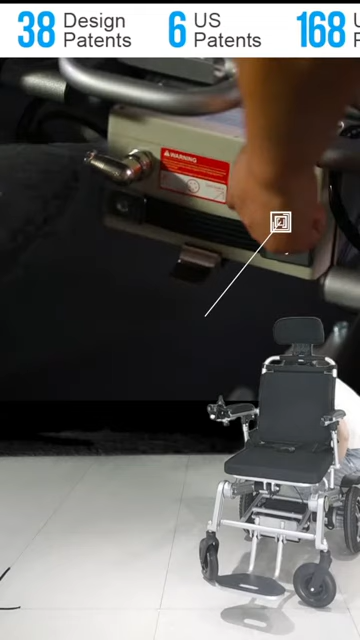 38 Design
Patents
6 US
Patents
168 U
P
WARNING